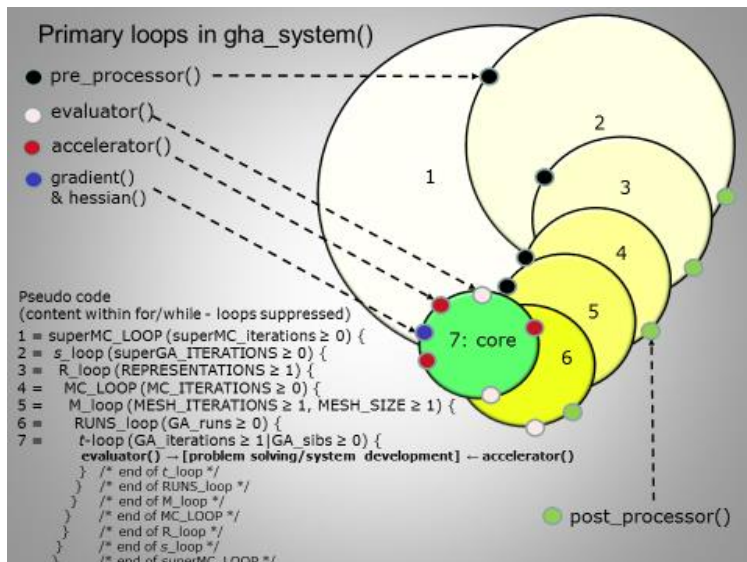 Primary loops in gha_system()
pre_processor()
evaluator()
accelerator()
gradient()
& hessian()
1
2
3
4
5
6
7: core
Pseudo code
(content within for/while - loops suppressed)
1 = superMC_LOOP (superMC_iterations ≥ 0) {
2 = s_loop (superGA_ITERATIONS ≥ 0) {
3 = R_loop (REPRESENTATIONS ≥ 1) {
4 = MC_LOOP (MC_ITERATIONS ≥ 0) {
5 = M_loop (MESH_ITERATIONS ≥ 1, MESH_SIZE ≥ 1) {
6 = RUNS_loop (GA_runs ≥ 0) {
7 = t-loop (GA_iterations ≥ 1|GA_sibs ≥ 0) {
evaluator() → [problem solving/system development] ← accelerator()
} /* end of t_loop */
} /* end of RUNS_loop */
} /* end of M_loop */
} /* end of MC_LOOP */
} /* end of R_loop */
} /* end of s_loop */
} /* end of superMC_LOOP */
post_processor()